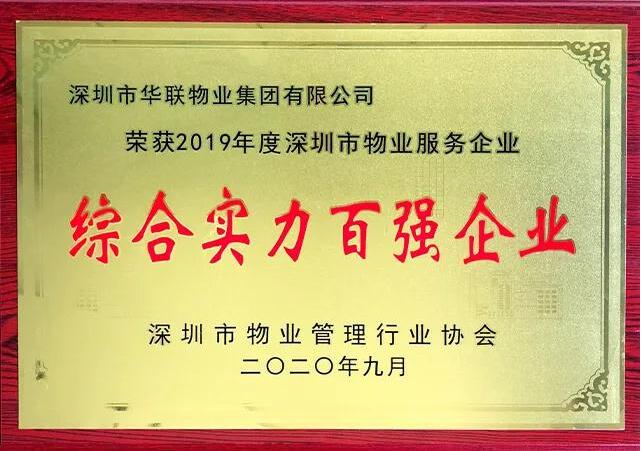 深圳市华联物业集团有限公司
荣获2019年度深圳市物业服务企业
综合实力百强企业
深圳市物业管理行业协会
二〇二〇年九月